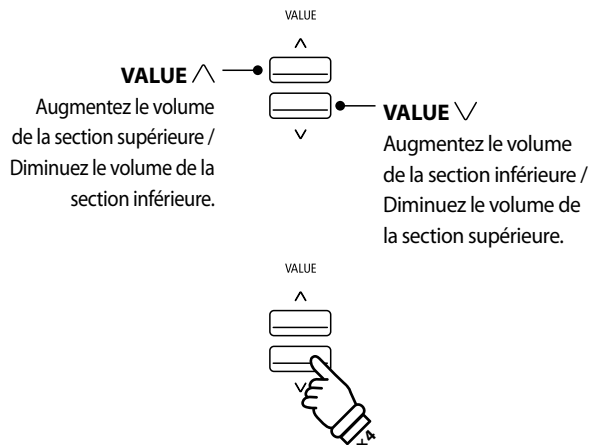 VALUE
VALUE ∧
Augmentez le volume
de la section supérieure /
Diminuez le volume de la
section inférieure.
VALUE ∨
Augmentez le volume
de la section inférieure /
Diminuez le volume de
la section supérieure.
VALUE
×4